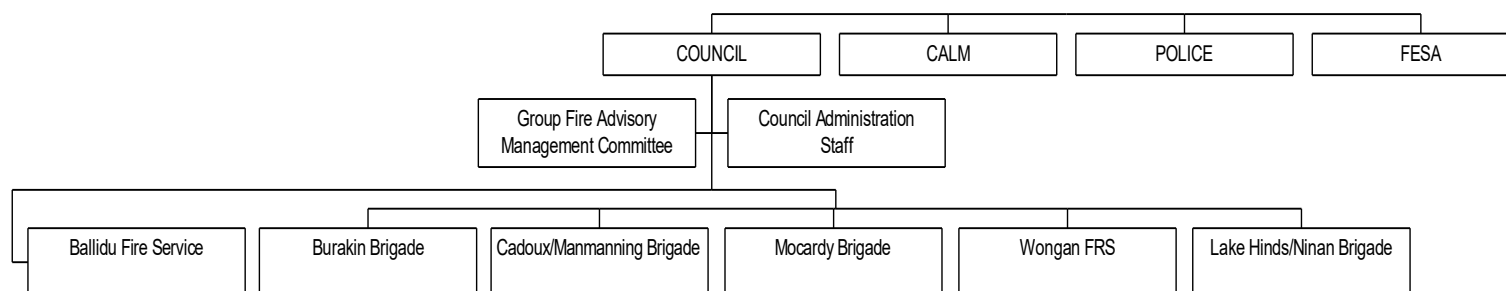 COUNCIL
CALM
POLICE
FESA
Group Fire Advisory
Management Committee
Council Administration
Staff
Ballidu Fire Service
Burakin Brigade
Cadoux/Manmanning Brigade
Mocardy Brigade
Wongan FRS
Lake Hinds/Ninan Brigade